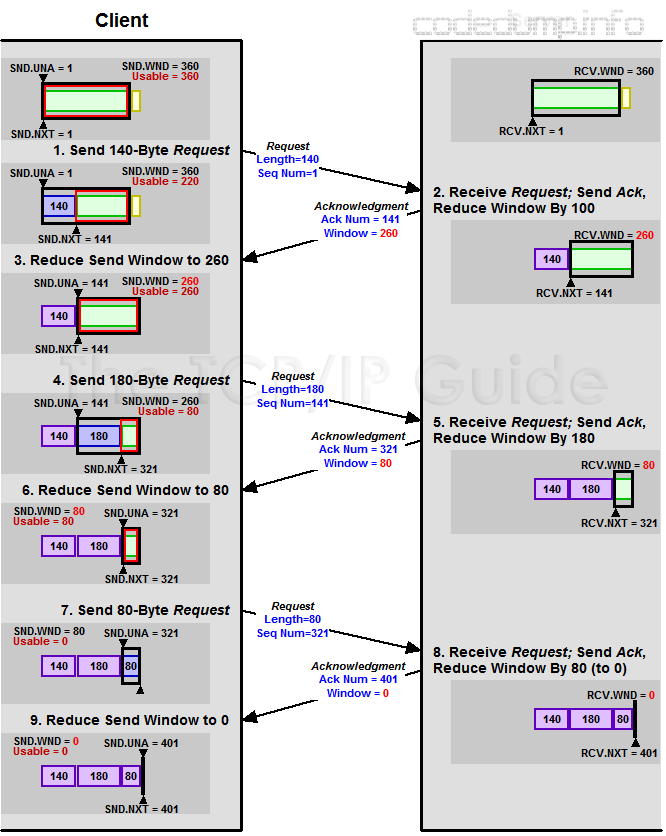 Client
codedump.info
SND.UNA = 1
SND.WND = 360
Usable = 360
SND.NXT = 1
RCV.WND = 360
RCV.NXT = 1
1. Send 140-Byte Request
Request
Length=140
Seq Num=1
SND.UNA = 1
SND.WND = 360
Usable = 220
140
SND.NXT = 141
2. Receive Request; Send Ack,
Reduce Window By 100
Acknowledgment
Ack Num = 141
Window = 260
RCV.WND = 260
140
RCV.NXT = 141
3. Reduce Send Window to 260
SND.UNA = 141
SND.WND = 260
Usable = 260
140
SND.NXT = 141
The TCP/IP Guide
4. Send 180-Byte Request
Request
Length=180
Seq Num=141
SND.UNA = 141
SND.WND = 260
Usable = 80
140 180
SND.NXT = 321
5. Receive Request; Send Ack,
Reduce Window By 180
Acknowledgment
Ack Num = 321
Window = 80
RCV.WND = 80
140 180
RCV.NXT = 321
6. Reduce Send Window to 80
SND.WND = 80
Usable = 80
SND.UNA = 321
140 180
SND.NXT = 321
7. Send 80-Byte Request
Request
Length=80
Seq Num=321
SND.WND = 80
Usable = 0
SND.UNA = 321
140 180 80
8. Receive Request; Send Ack,
Reduce Window By 80 (to 0)
Acknowledgment
Ack Num = 401
Window = 0
RCV.WND = 0
140 180 80
RCV.NXT = 401
9. Reduce Send Window to 0
SND.WND = 0
Usable = 0
SND.UNA = 401
140 180 80
SND.NXT = 401